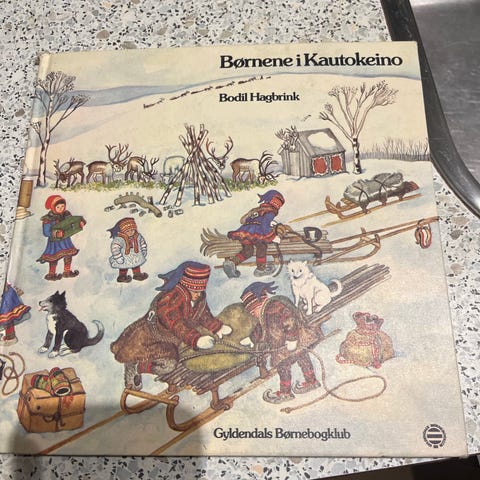 Børnene i Kautokeino
Bodil Hagbrink
Gyldendals Børnebogklub